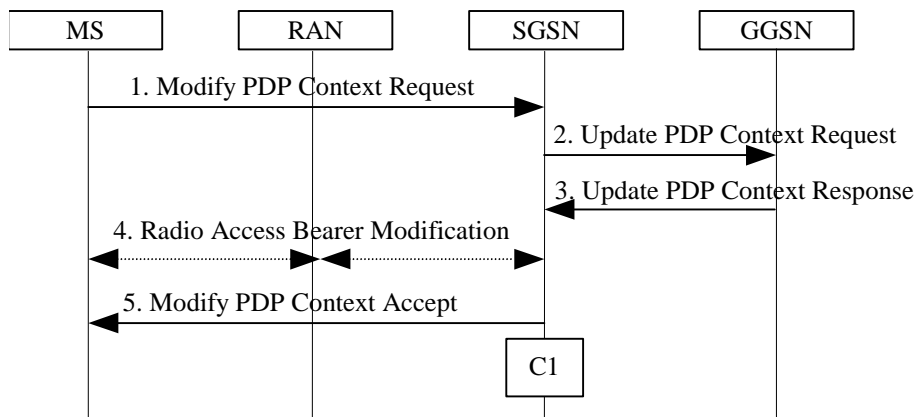 MS
RAN
SGSN
GGSN
1. Modify PDP Context Request
2. Update PDP Context Request
3. Update PDP Context Response
4. Radio Access Bearer Modification
5. Modify PDP Context Accept
C1